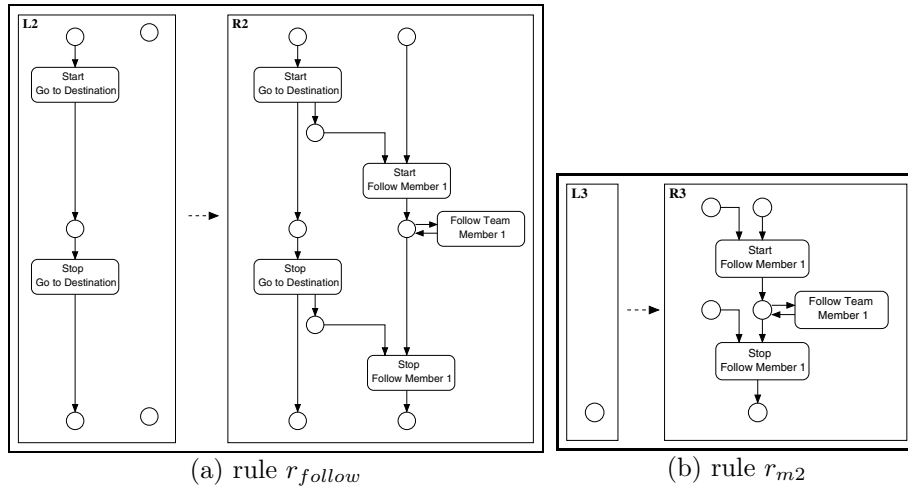 L2
Start
Go to Destination
Stop
Go to Destination
R2
Start
Go to Destination
Start
Follow Member 1
Follow Team
Member 1
Stop
Go to Destination
Stop
Follow Member 1
(a) rule r_follow
L3
R3
Start
Follow Member 1
Follow Team
Member 1
Stop
Follow Member 1
(b) rule r_m2